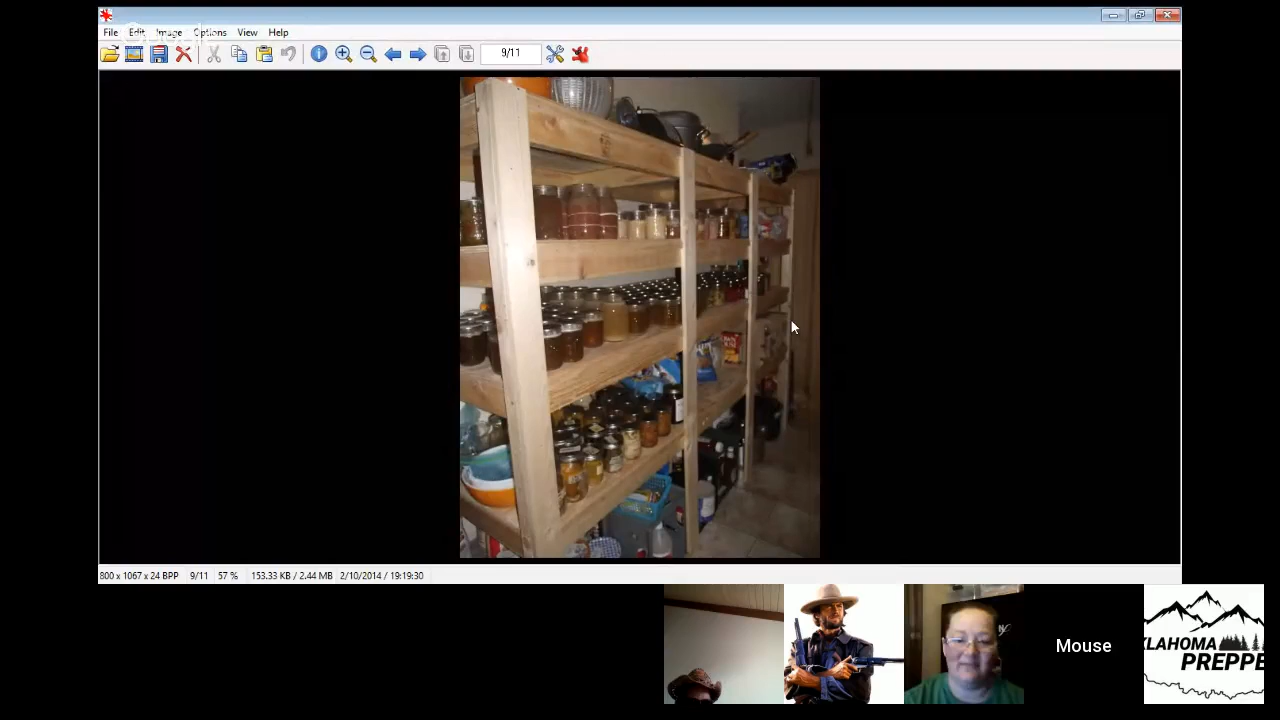 File Edit Image Options View Help
9/11
800 x 1067 x 24 BPP 9/11 57 % 153.33 KB / 2.44 MB 2/10/2014 / 19:19:30
Mouse
KLAHOMA
PREPPE